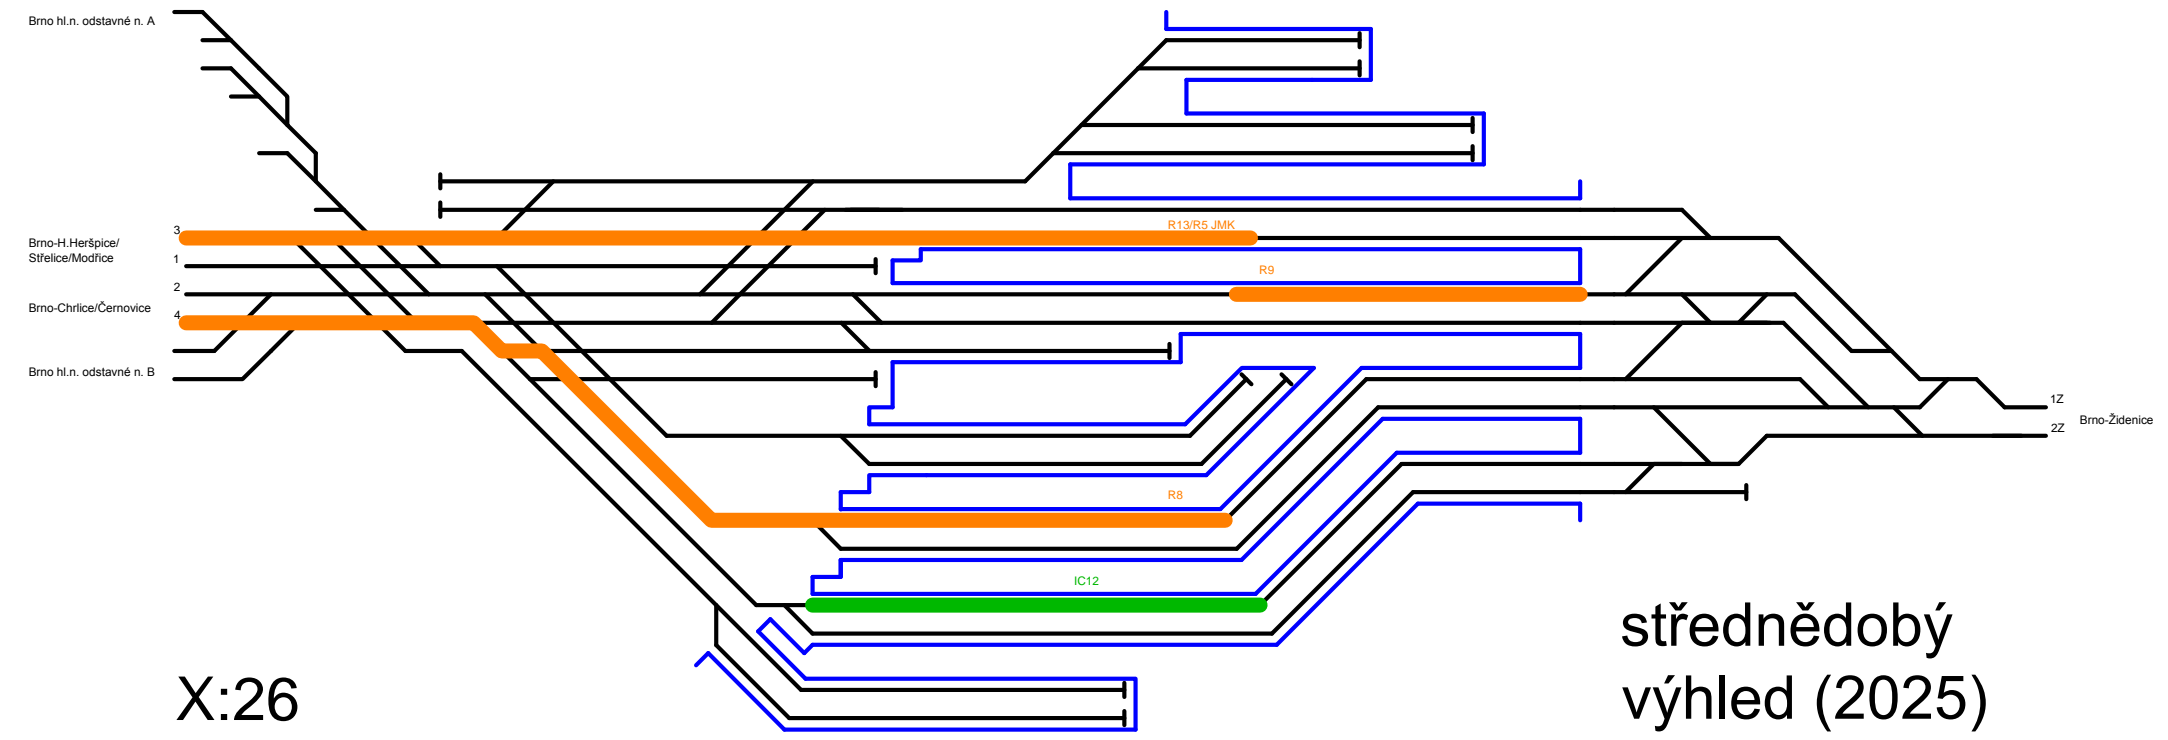 Brno hl.n. odstavné n. A
R13/R5 JMK
3
Brno-H.Heršpice/
Střelice/Modřice
1
R9
2
Brno-Chrlice/Černovice
4
Brno hl.n. odstavné n. B
1Z
Brno-Židenice
2Z
R8
IC12
střednědobý
výhled (2025)
X:26